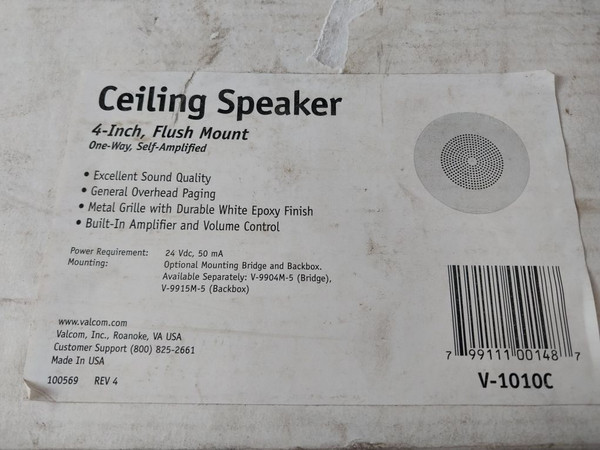 Ceiling Speaker
4-Inch, Flush Mount
One-Way, Self-Amplified
• Excellent Sound Quality
• General Overhead Paging
• Metal Grille with Durable White Epoxy Finish
• Built-In Amplifier and Volume Control
Power Requirement: 24 Vdc, 50 mA
Mounting: Optional Mounting Bridge and Backbox.
Available Separately: V-9904M-5 (Bridge),
V-9915M-5 (Backbox)
www.valcom.com
Valcom, Inc., Roanoke, VA USA
Customer Support (800) 825-2661
Made In USA
100569 REV 4
7 99111 00148 7
V-1010C